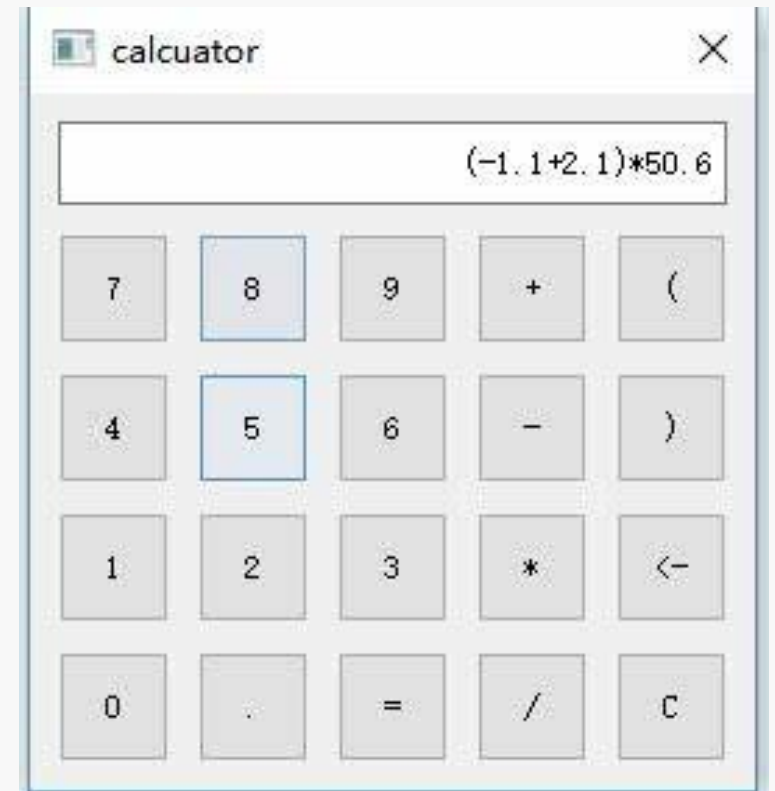 calcuator
(-1.1+2.1)*50.6
7 8 9 + (
4 5 6 - )
1 2 3 * <-
0 . = / C